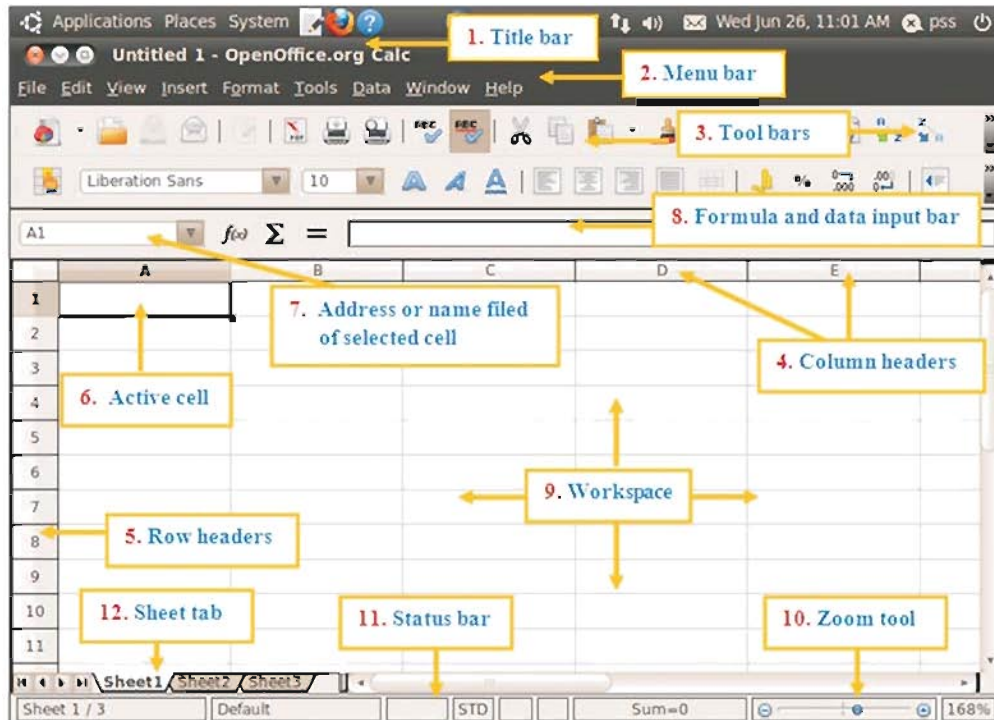 Applications Places System
Wed Jun 26, 11:01 AM pss
1. Title bar
Untitled 1 - OpenOffice.org Calc
2. Menu bar
File Edit View Insert Format Tools Data Window Help
3. Tool bars
Liberation Sans 10
8. Formula and data input bar
A1 f(x) Σ =
A B C D E
1
2
3
4
5
6
7
8
9
10
11
7. Address or name filed
of selected cell
4. Column headers
6. Active cell
9. Workspace
5. Row headers
12. Sheet tab
11. Status bar
10. Zoom tool
Sheet1 Sheet2 Sheet3
Sheet 1 / 3 Default STD Sum=0 168%